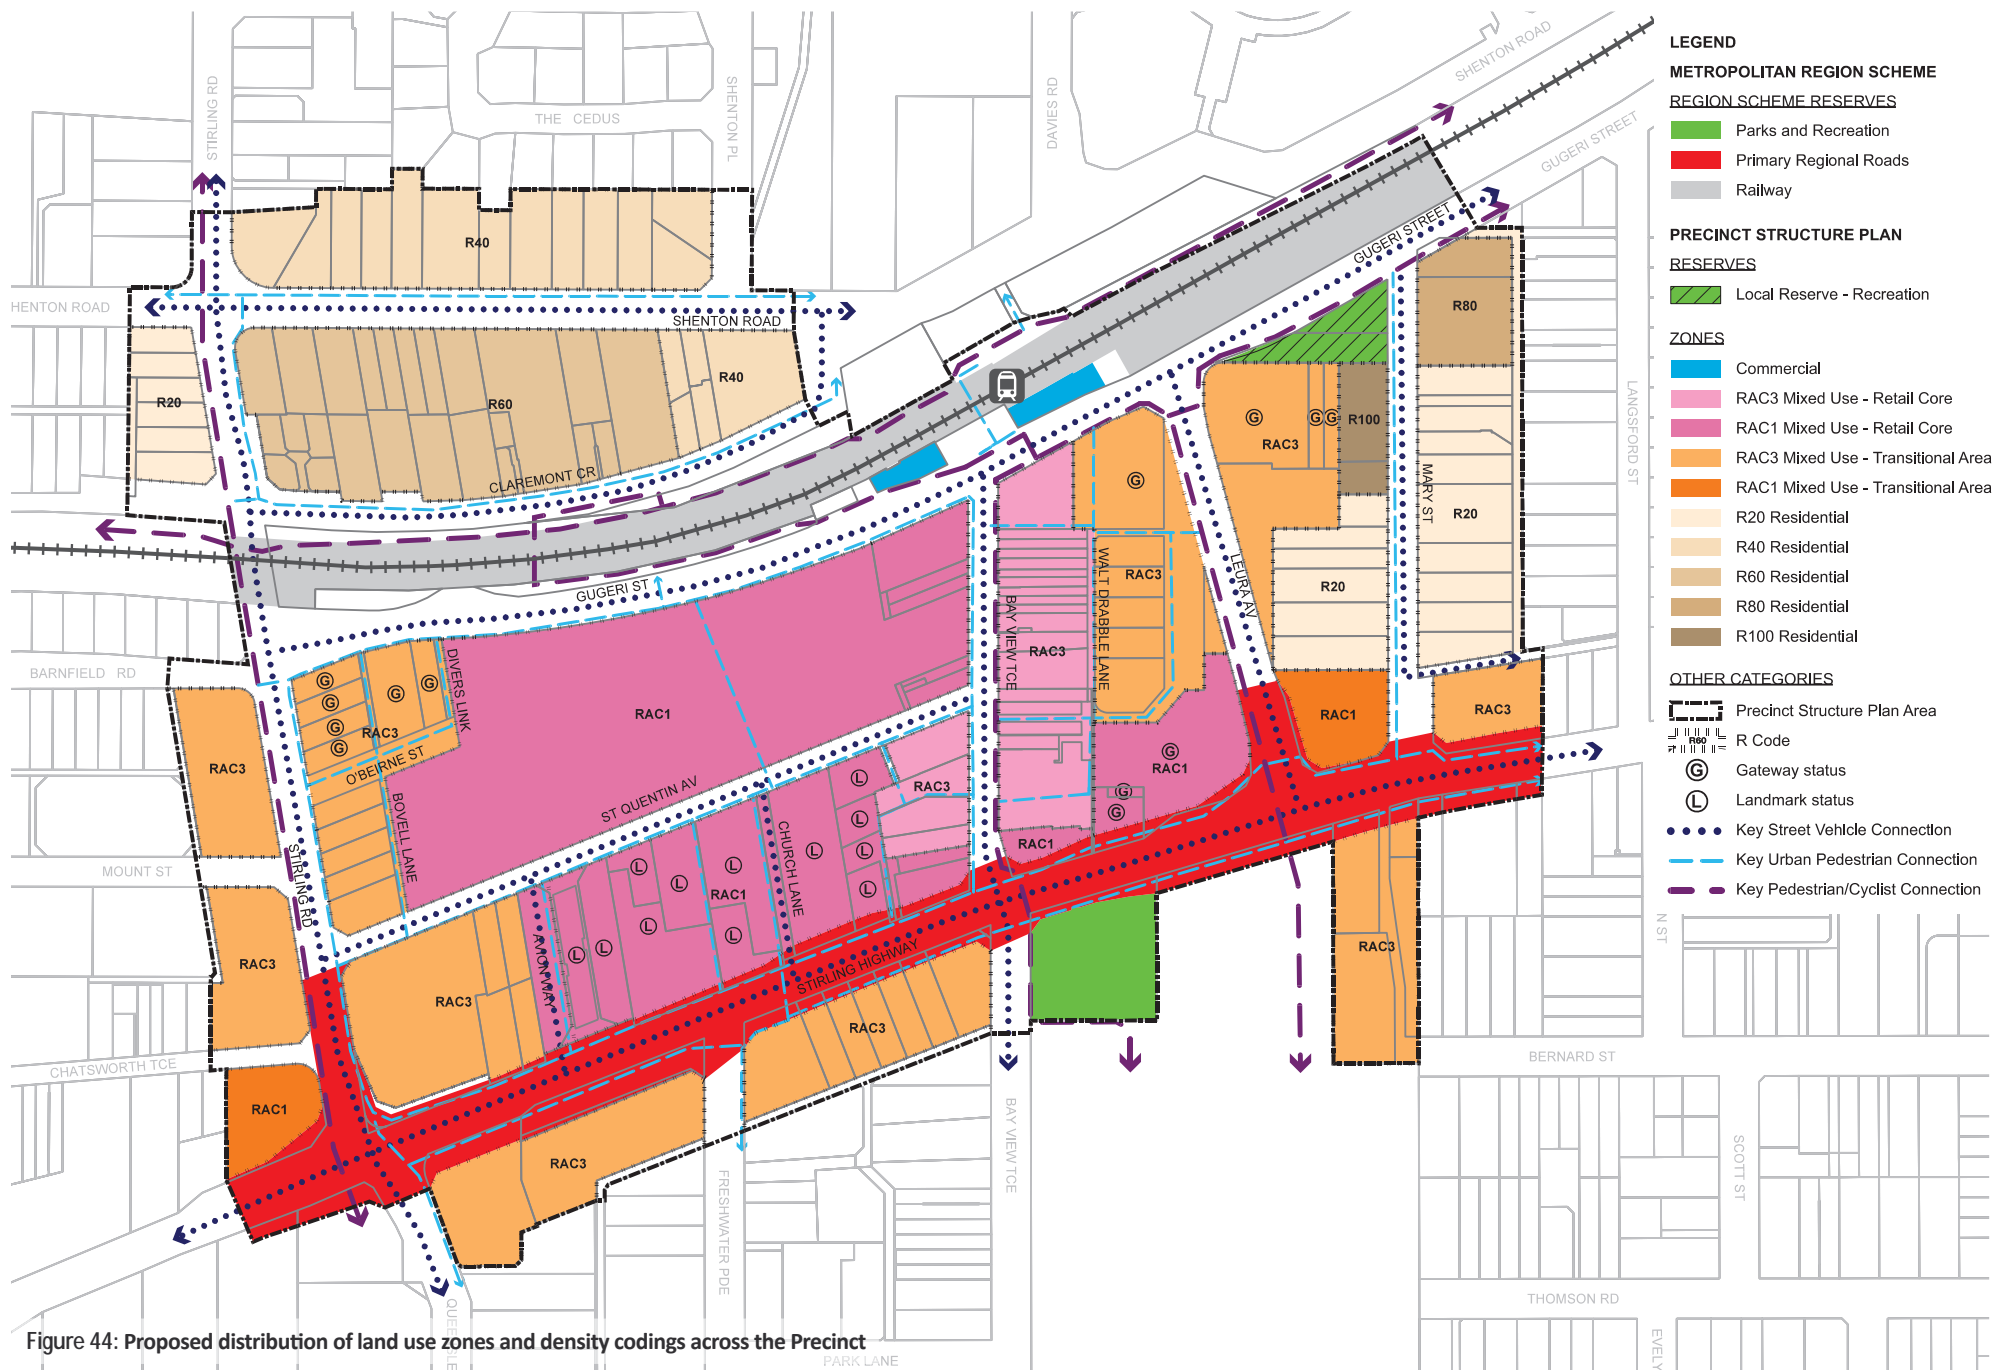 STIRLING RD
THE CEDUS
SHENTON PL
DAVIES RD
SHENTON ROAD
GUGERI STREET
R40
HENTON ROAD
SHENTON ROAD
GUGERI STREET
R20
R60
R40
CLAREMONT CR
R80
RAC3
R100
G
G
G
G
LANGSFORD ST
MARY ST
R20
GUGERI ST
WALT DRABBLE LANE
RAC3
LEURA AV
R20
BAY VIEW TCE
RAC3
BARNFIELD RD
G
G
G
G
G
G
DIVERS LINK
RAC3
O'BEIRNE ST
RAC1
RAC1
RAC3
RAC3
G
RAC1
G
G
BOVELL LANE
ST QUENTIN AV
RAC3
L
L
L
L
L
L
L
L
L
L
L
L
L
CHURCH LANE
RAC1
RAC1
MOUNT ST
STIRLING RD
RAC3
RAC3
AVION WAY
STIRLING HIGHWAY
RAC3
RAC3
N ST
CHATSWORTH TCE
RAC1
RAC3
BERNARD ST
BAY VIEW TCE
FRESHWATER PDE
SCOTT ST
THOMSON RD
PARK LANE
LEGEND
METROPOLITAN REGION SCHEME
REGION SCHEME RESERVES
Parks and Recreation
Primary Regional Roads
Railway
PRECINCT STRUCTURE PLAN
RESERVES
Local Reserve - Recreation
ZONES
Commercial
RAC3 Mixed Use - Retail Core
RAC1 Mixed Use - Retail Core
RAC3 Mixed Use - Transitional Area
RAC1 Mixed Use - Transitional Area
R20 Residential
R40 Residential
R60 Residential
R80 Residential
R100 Residential
OTHER CATEGORIES
Precinct Structure Plan Area
R60 R Code
G Gateway status
L Landmark status
Key Street Vehicle Connection
Key Urban Pedestrian Connection
Key Pedestrian/Cyclist Connection
Figure 44: Proposed distribution of land use zones and density codings across the Precinct